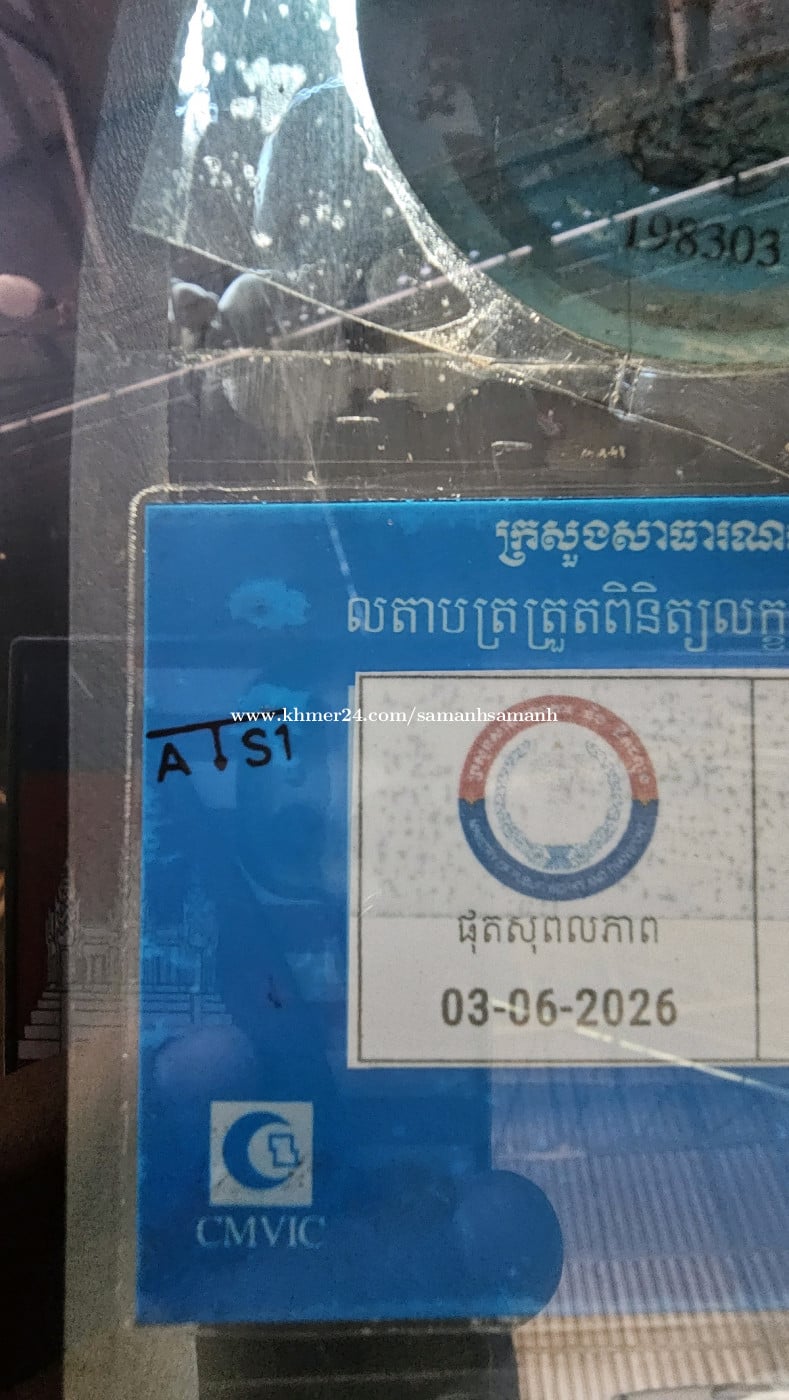 198303
ក្រសួងសាធារណ
លតាបត្រត្រួតពិនិត្យលក្ខ
www.khmer24.com/samanhsamanh
A T S1
ផុតសុពលភាព
03-06-2026
CMVIC